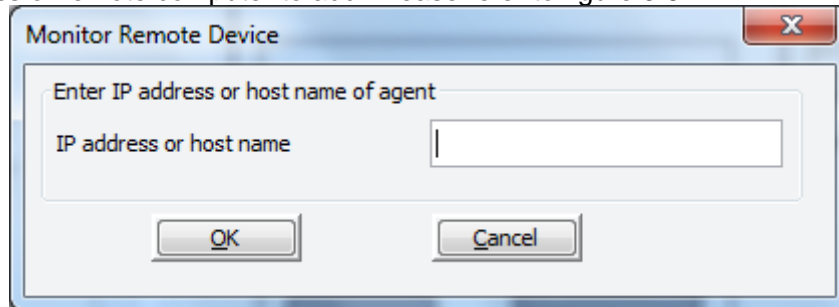 Monitor Remote Device
Enter IP address or host name of agent
IP address or host name
OK
Cancel